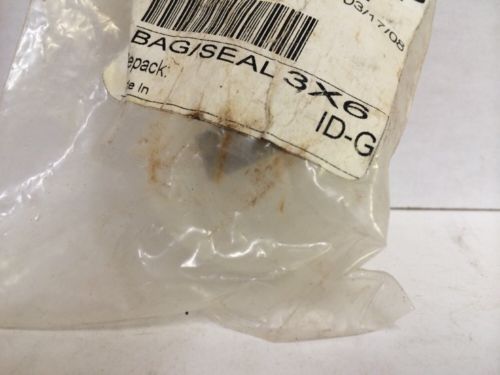 03/17/08
BAG/SEAL 3X6
epack:
e In
ID-G